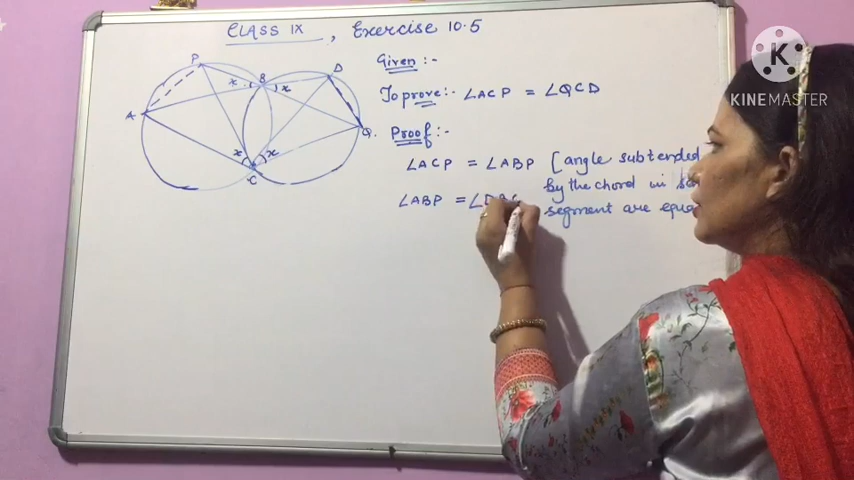 CLASS IX , Exercise 10.5
Given :-
To prove :- ∠ACP = ∠QCD
Proof :-
∠ACP = ∠ABP [angle subtended
by the chord in
segment are equa
∠ABP = ∠DB
P
B
D
x
x
A
Q.
x
x
C
KINEMASTER